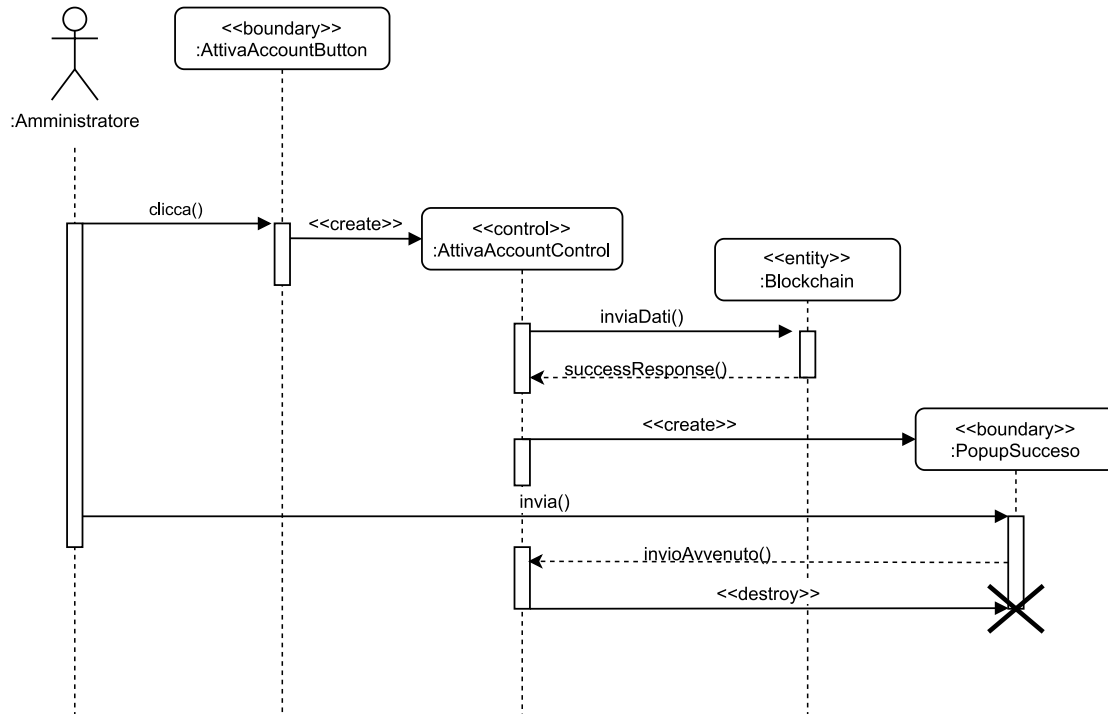 <<boundary>>
:AttivaAccountButton
:Amministratore
clicca()
<<create>>
<<control>>
:AttivaAccountControl
<<entity>>
:Blockchain
inviaDati()
successResponse()
<<create>>
<<boundary>>
:PopupSucceso
invia()
invioAvvenuto()
<<destroy>>